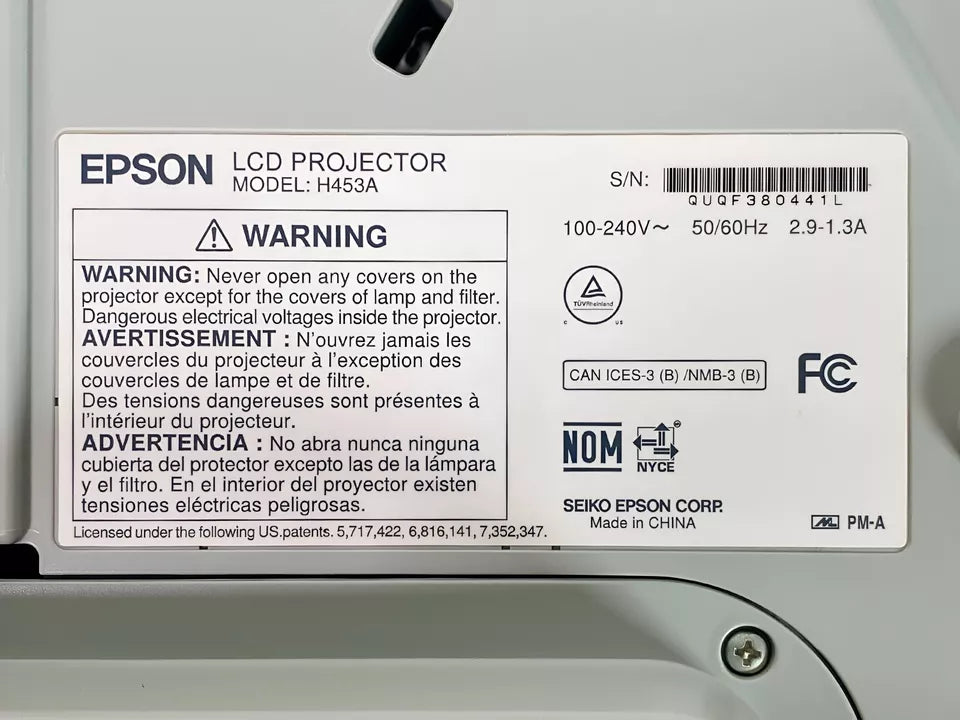 EPSON LCD PROJECTOR
MODEL: H453A
S/N:
QUQF380441L
100-240V~ 50/60Hz 2.9-1.3A
WARNING
WARNING: Never open any covers on the
projector except for the covers of lamp and filter.
Dangerous electrical voltages inside the projector.
AVERTISSEMENT : N'ouvrez jamais les
couvercles du projecteur à l'exception des
couvercles de lampe et de filtre.
Des tensions dangereuses sont présentes à
l'intérieur du projecteur.
ADVERTENCIA : No abra nunca ninguna
cubierta del protector excepto las de la lámpara
y el filtro. En el interior del proyector existen
tensiones eléctricas peligrosas.
Licensed under the following US.patents. 5,717,422, 6,816,141, 7,352,347.
TÜVRheinland
C US
CAN ICES-3 (B) /NMB-3 (B)
FC
NOM
NYCE
SEIKO EPSON CORP.
Made in CHINA
PM-A